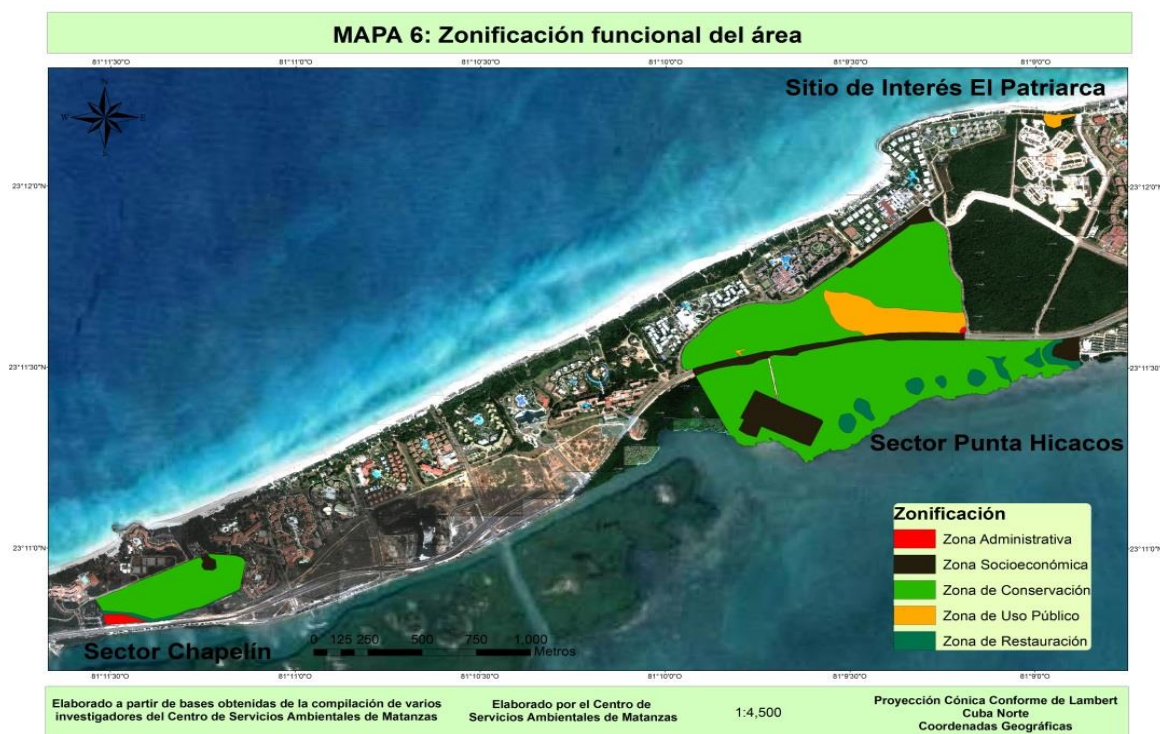 MAPA 6: Zonificación funcional del área
81°11'30"O 81°11'0"O 81°10'30"O 81°10'0"O 81°9'30"O 81°9'0"O
N
W E
S
Sitio de Interés El Patriarca
23°12'0"N 23°12'0"N
23°11'30"N 23°11'30"N
Sector Punta Hicacos
Zonificación
Zona Administrativa
Zona Socioeconómica
Zona de Conservación
Zona de Uso Público
Zona de Restauración
23°11'0"N 23°11'0"N
0 125 250 500 750 1.000
Metros
Sector Chapelín
81°11'30"O 81°11'0"O 81°10'30"O 81°10'0"O 81°9'30"O 81°9'0"O
Elaborado a partir de bases obtenidas de la compilación de varios
investigadores del Centro de Servicios Ambientales de Matanzas
Elaborado por el Centro de
Servicios Ambientales de Matanzas
1:4,500
Proyección Cónica Conforme de Lambert
Cuba Norte
Coordenadas Geográficas